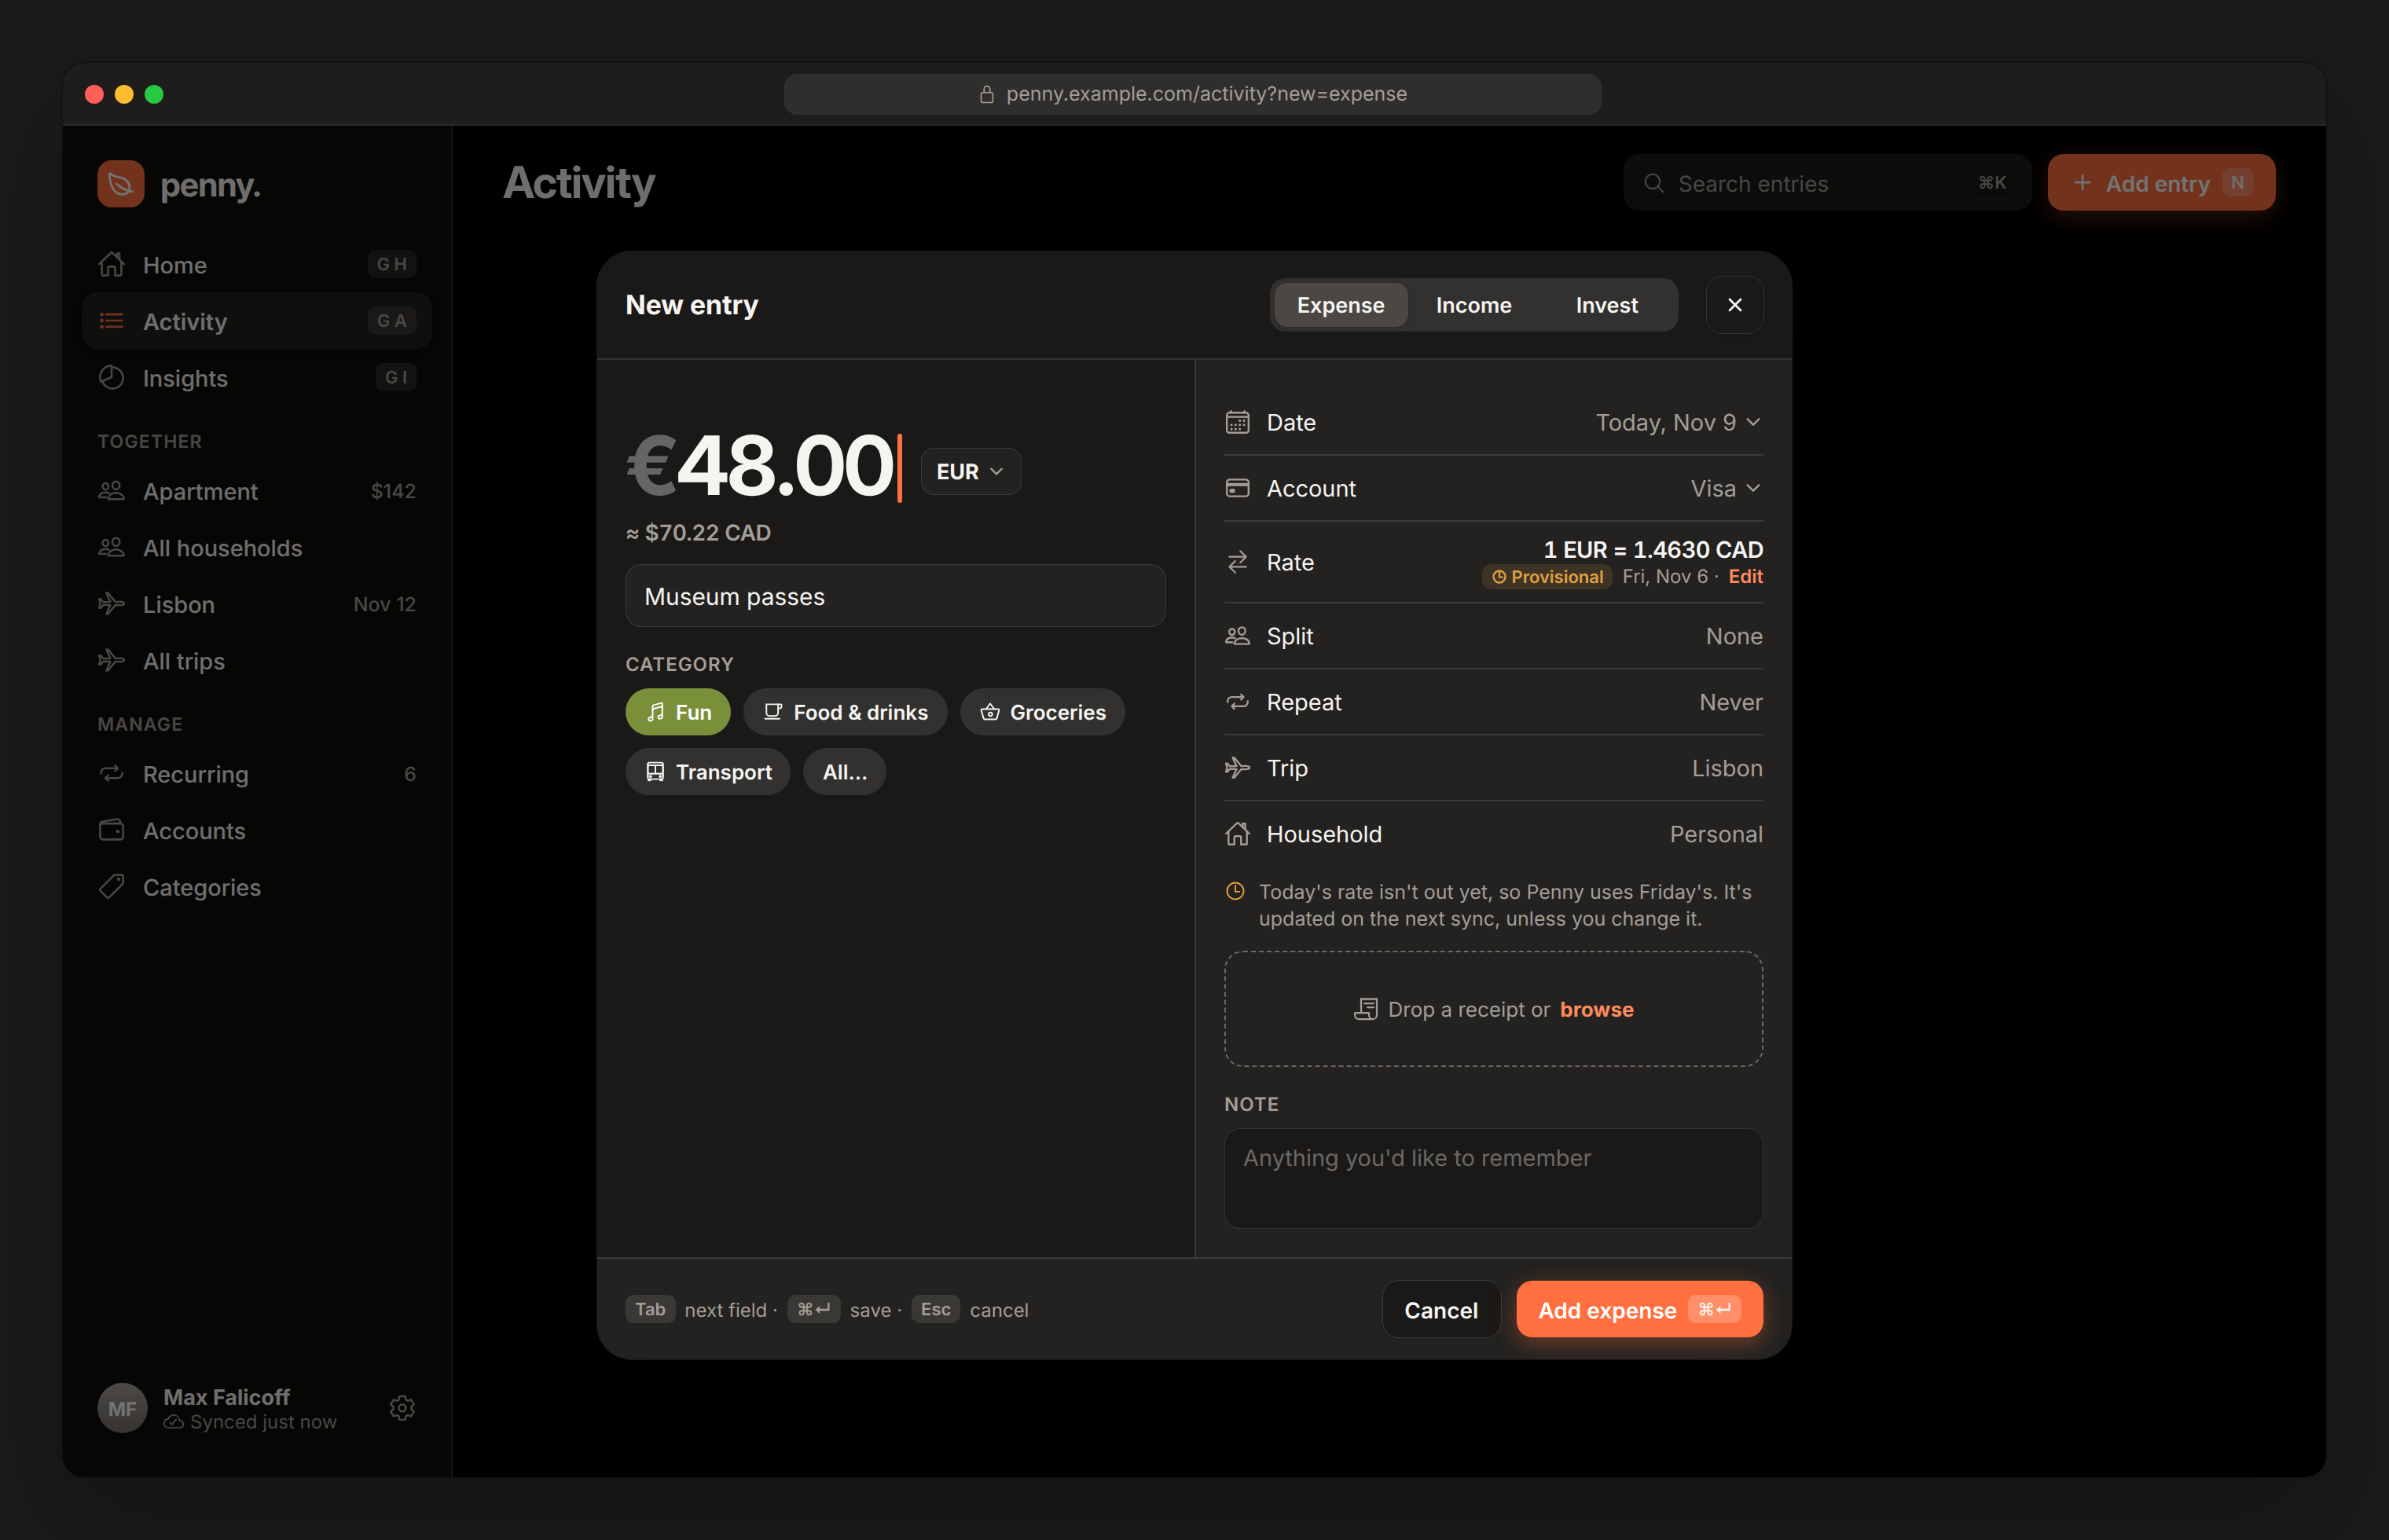 penny.example.com/activity?new=expense
penny.
Home G H
Activity G A
Insights G I
TOGETHER
Apartment $142
All households
Lisbon Nov 12
All trips
MANAGE
Recurring 6
Accounts
Categories
MF Max Falicoff
Synced just now
Activity
Search entries ⌘K
+ Add entry N
New entry
Expense Income Invest
€48.00 EUR
≈ $70.22 CAD
Museum passes
CATEGORY
Fun Food & drinks Groceries
Transport All...
Date Today, Nov 9
Account Visa
Rate 1 EUR = 1.4630 CAD
Provisional Fri, Nov 6 · Edit
Split None
Repeat Never
Trip Lisbon
Household Personal
Today's rate isn't out yet, so Penny uses Friday's. It's
updated on the next sync, unless you change it.
Drop a receipt or browse
NOTE
Anything you'd like to remember
Tab next field · ⌘↵ save · Esc cancel
Cancel
Add expense ⌘↵